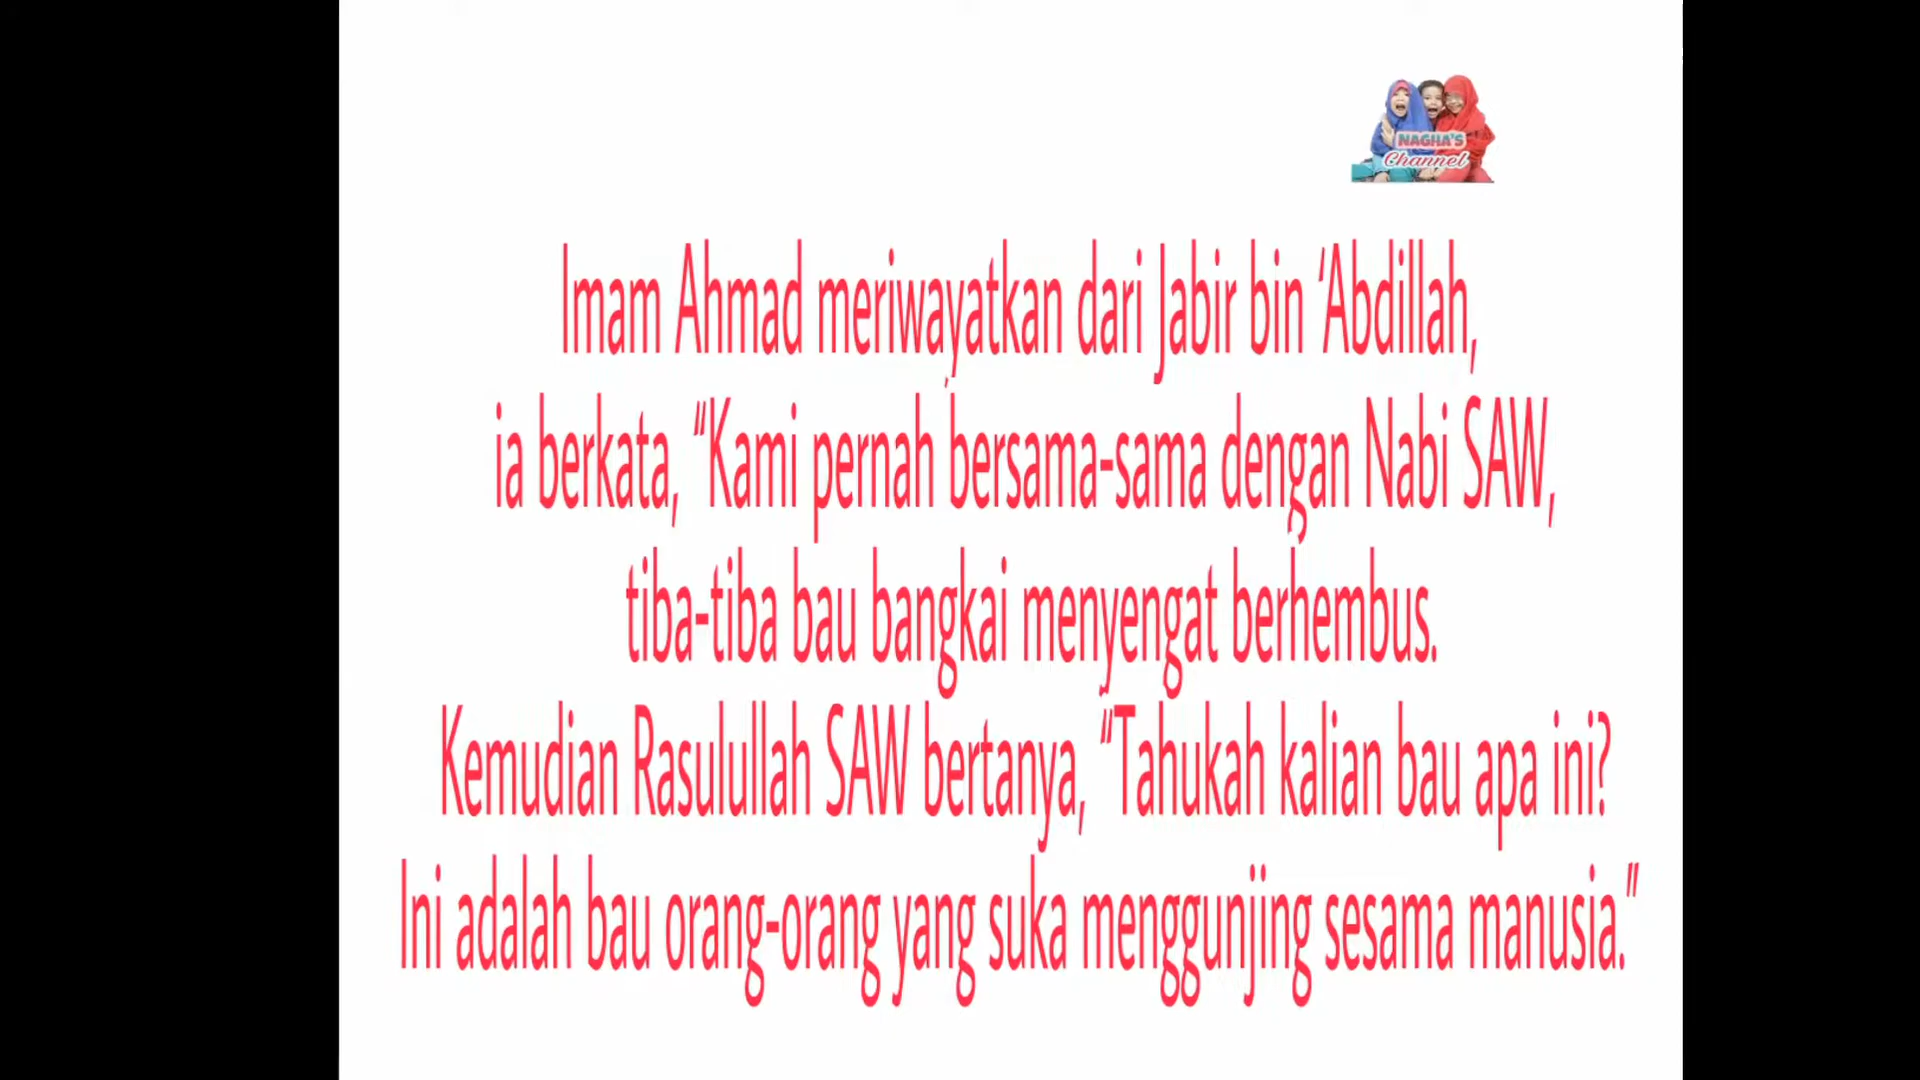 NAGHA'S
Channel
Imam Ahmad meriwayatkan dari Jabir bin ‘Abdillah,
ia berkata, “Kami pernah bersama-sama dengan Nabi SAW,
tiba-tiba bau bangkai menyengat berhembus.
Kemudian Rasulullah SAW bertanya, “Tahukah kalian bau apa ini?
Ini adalah bau orang-orang yang suka menggunjing sesama manusia.”